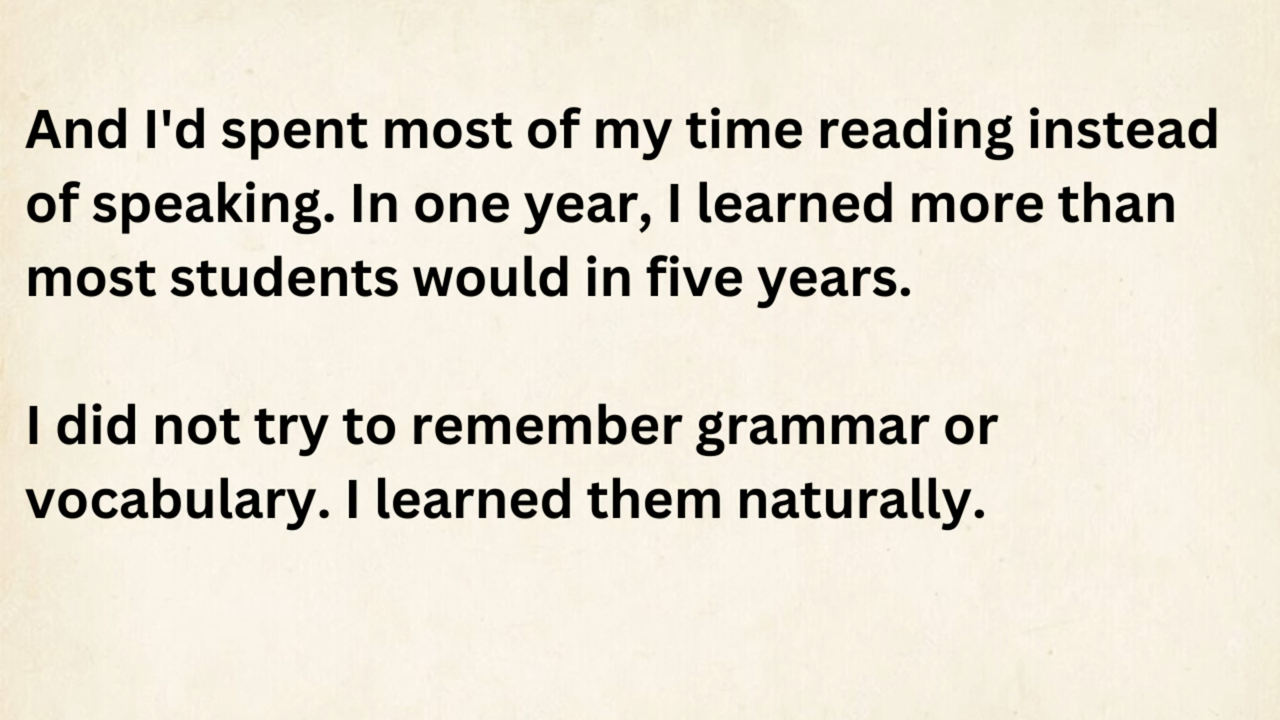 And I'd spent most of my time reading instead
of speaking. In one year, I learned more than
most students would in five years.
I did not try to remember grammar or
vocabulary. I learned them naturally.